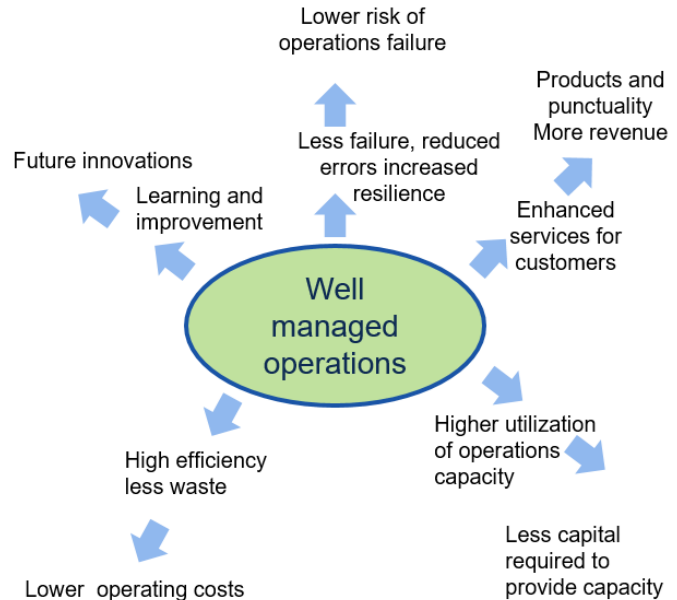 Lower risk of
operations failure
Products and
punctuality
More revenue
Less failure, reduced
errors increased
resilience
Future innovations
Learning and
improvement
Enhanced
services for
customers
Well
managed
operations
Higher utilization
of operations
capacity
High efficiency
less waste
Less capital
required to
provide capacity
Lower operating costs